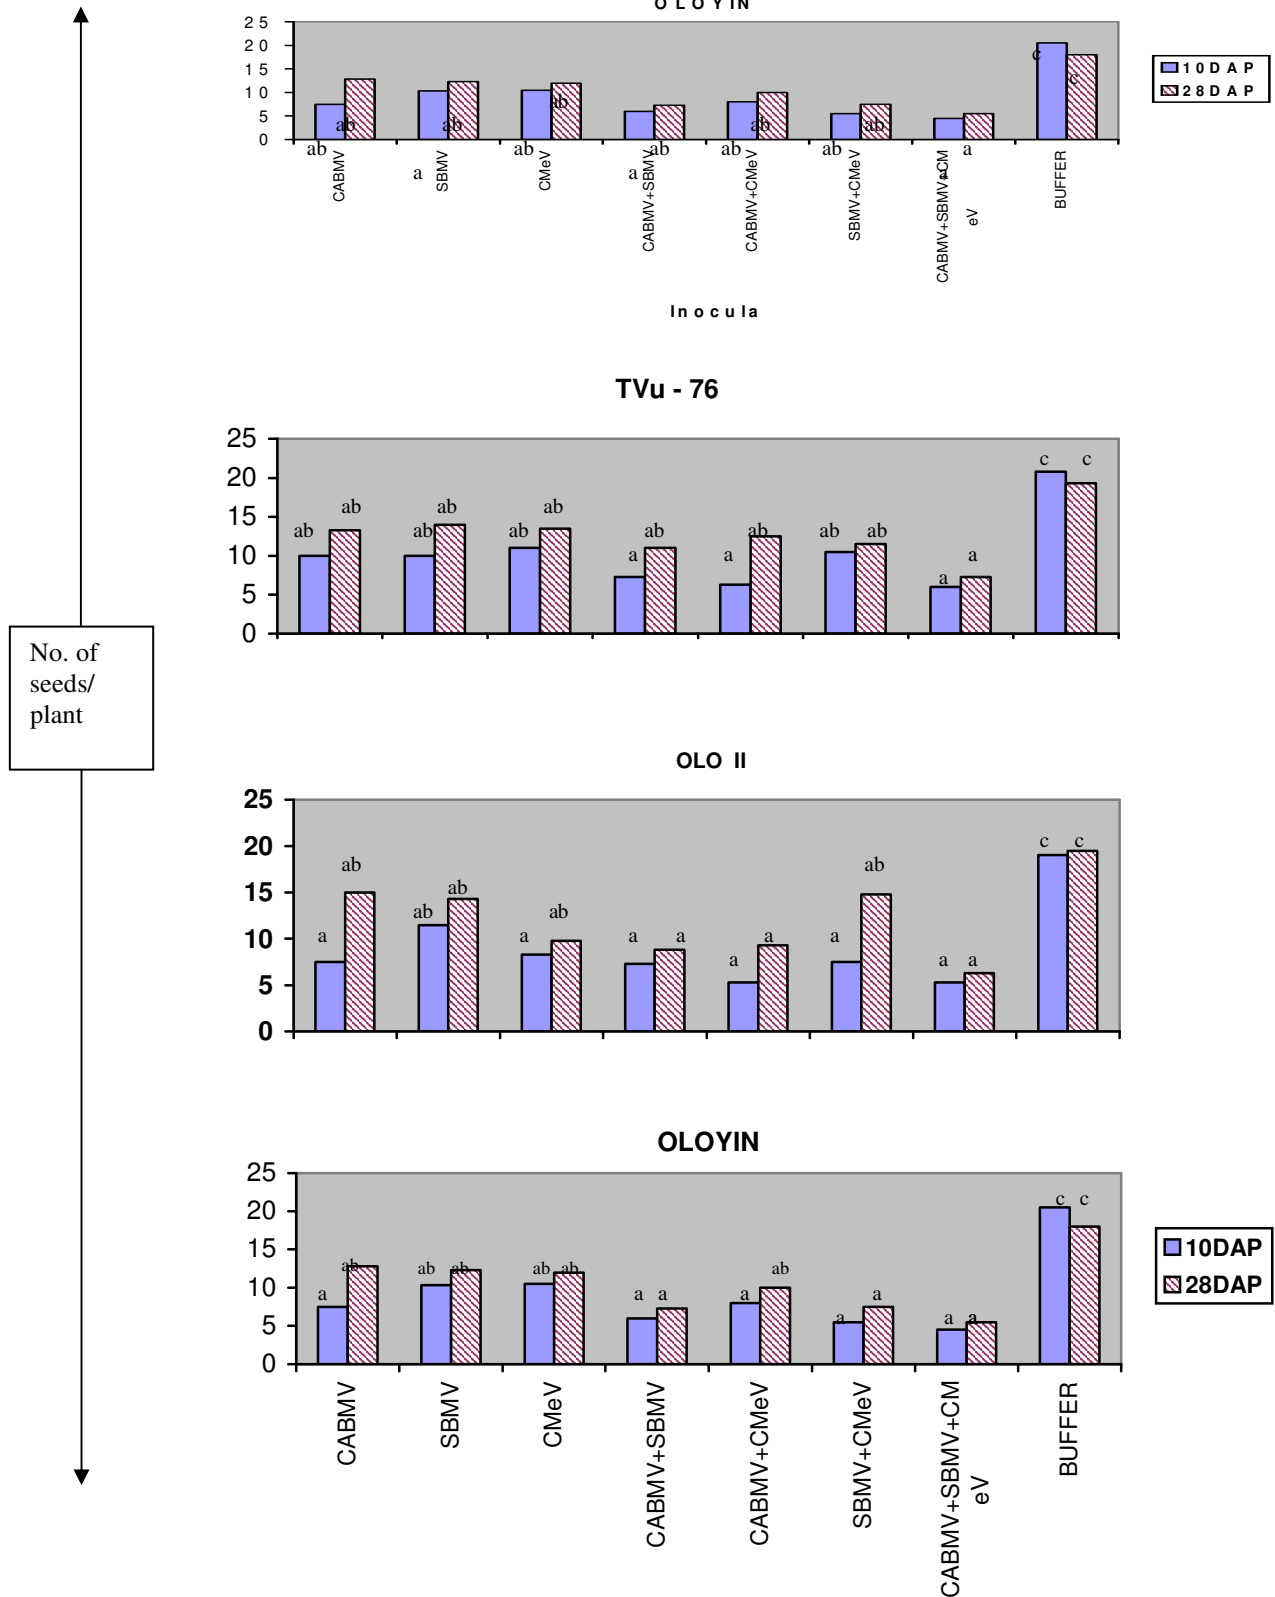 OLOYIN
25
20
15
10
5
0
c
c
ab
ab
ab
ab
ab
ab
ab
a
ab
ab
ab
ab
a
a
a
a
CABMV
SBMV
CMeV
CABMV+SBMV
CABMV+CMeV
SBMV+CMeV
CABMV+SBMV+CM
eV
BUFFER
10DAP
28DAP
Inocula
TVu - 76
25
20
15
10
5
0
ab ab ab ab ab ab a ab a ab ab ab a a c c
No. of
seeds/
plant
OLO II
25
20
15
10
5
0
a ab ab ab a ab a a a a a ab a a c c
OLOYIN
25
20
15
10
5
0
a ab ab ab ab ab a a a ab a a a a c c
10DAP
28DAP
CABMV
SBMV
CMeV
CABMV+SBMV
CABMV+CMeV
SBMV+CMeV
CABMV+SBMV+CM
eV
BUFFER